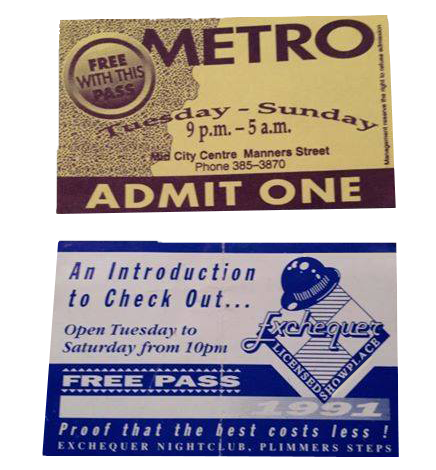 METRO
FREE
WITH THIS
PASS
Tuesday - Sunday
9 p.m. – 5 a.m.
Mid City Centre Manners Street
Phone 385-3870
Management reserve the right to refuse admission
ADMIT ONE
An Introduction
to Check Out...
Open Tuesday to
Saturday from 10pm
Exchequer
LICENSED SHOWPLACE
FREE PASS
1991
Proof that the best costs less !
EXCHEQUER NIGHTCLUB, PLIMMERS STEPS